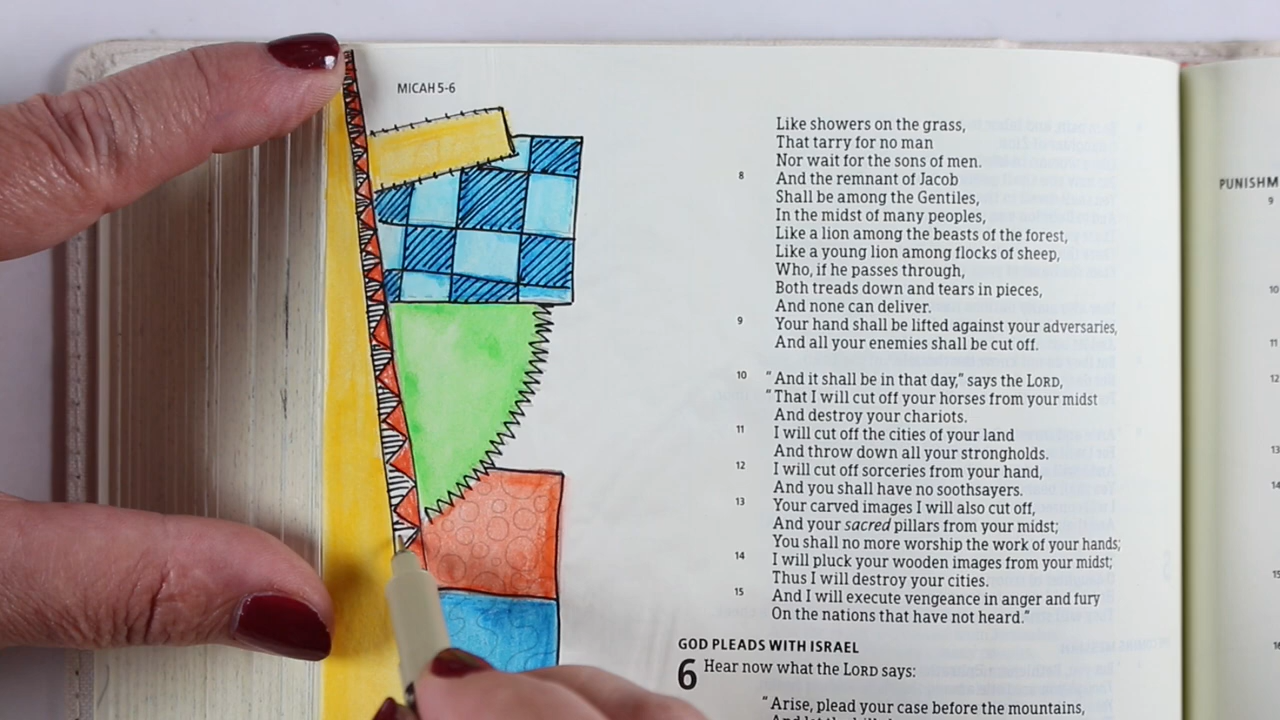 MICAH 5-6
Like showers on the grass,
That tarry for no man
Nor wait for the sons of men.
8 And the remnant of Jacob
Shall be among the Gentiles,
In the midst of many peoples,
Like a lion among the beasts of the forest,
Like a young lion among flocks of sheep,
Who, if he passes through,
Both treads down and tears in pieces,
And none can deliver.
9 Your hand shall be lifted against your adversaries,
And all your enemies shall be cut off.
10 “And it shall be in that day,” says the LORD,
“That I will cut off your horses from your midst
And destroy your chariots.
11 I will cut off the cities of your land
And throw down all your strongholds.
12 I will cut off sorceries from your hand,
And you shall have no soothsayers.
13 Your carved images I will also cut off,
And your sacred pillars from your midst;
You shall no more worship the work of your hands;
14 I will pluck your wooden images from your midst;
Thus I will destroy your cities.
15 And I will execute vengeance in anger and fury
On the nations that have not heard.”
GOD PLEADS WITH ISRAEL
6 Hear now what the LORD says:
“Arise, plead your case before the mountains,
PUNISHM
9
10
11
12
13
14
15
16